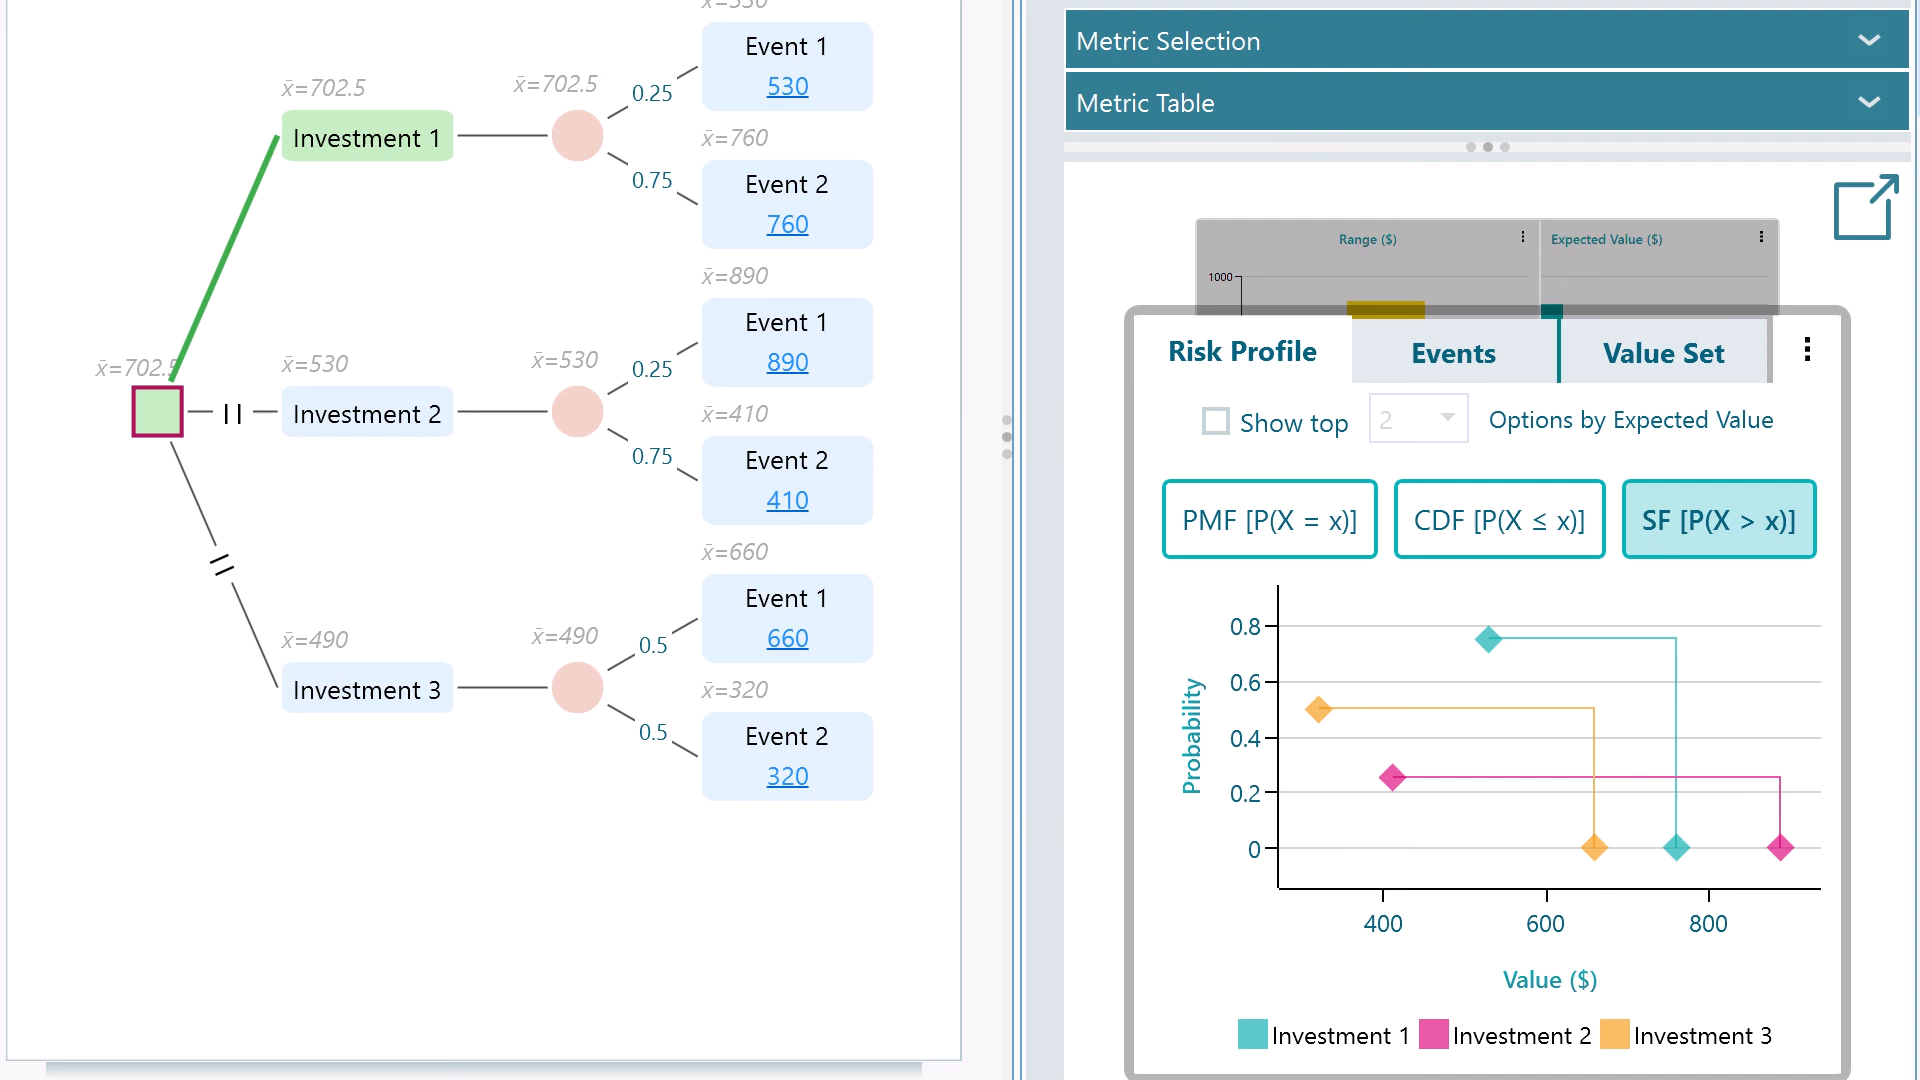 x̄=530
Event 1
530
x̄=702.5
x̄=702.5
0.25
Investment 1
x̄=760
0.75
Event 2
760
x̄=890
Event 1
890
x̄=702.5
x̄=530
x̄=530
0.25
Investment 2
x̄=410
0.75
Event 2
410
x̄=660
Event 1
660
x̄=490
x̄=490
0.5
Investment 3
x̄=320
0.5
Event 2
320
Metric Selection
Metric Table
Range ($)
Expected Value ($)
1000
Risk Profile
Events
Value Set
Show top
2
Options by Expected Value
PMF [P(X = x)]
CDF [P(X ≤ x)]
SF [P(X > x)]
0.8
0.6
0.4
0.2
0
Probability
400
600
800
Value ($)
Investment 1
Investment 2
Investment 3